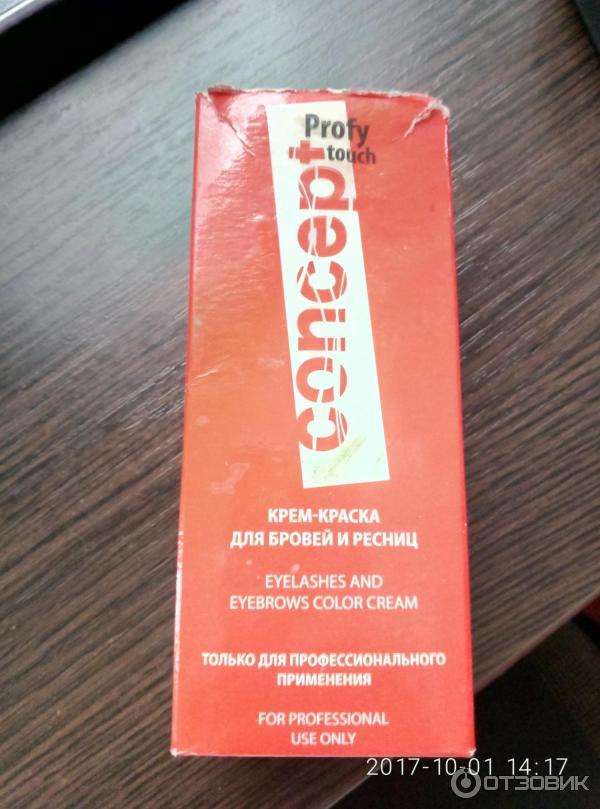 Profy
touch
concept
КРЕМ-КРАСКА
ДЛЯ БРОВЕЙ И РЕСНИЦ
EYELASHES AND
EYEBROWS COLOR CREAM
ТОЛЬКО ДЛЯ ПРОФЕССИОНАЛЬНОГО
ПРИМЕНЕНИЯ
FOR PROFESSIONAL
USE ONLY
2017-10-01 14:17
ОТЗОВИК